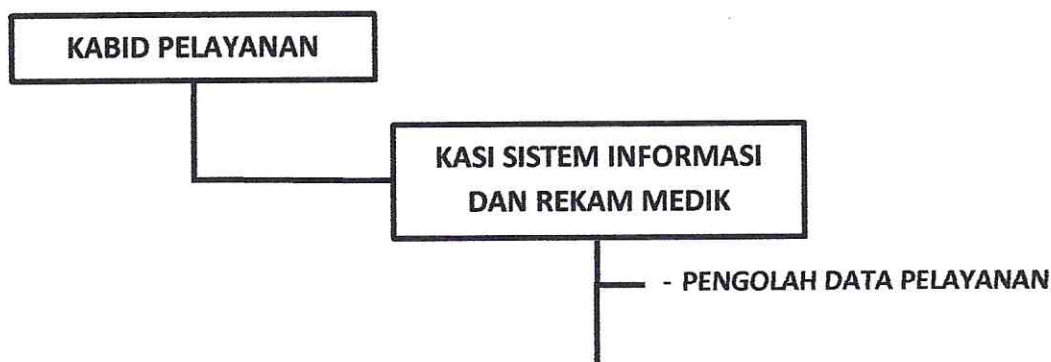 KABID PELAYANAN
KASI SISTEM INFORMASI
DAN REKAM MEDIK
- PENGOLAH DATA PELAYANAN